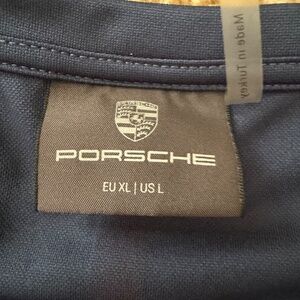 Made in Turkey
PORSCHE
EU XL | US L